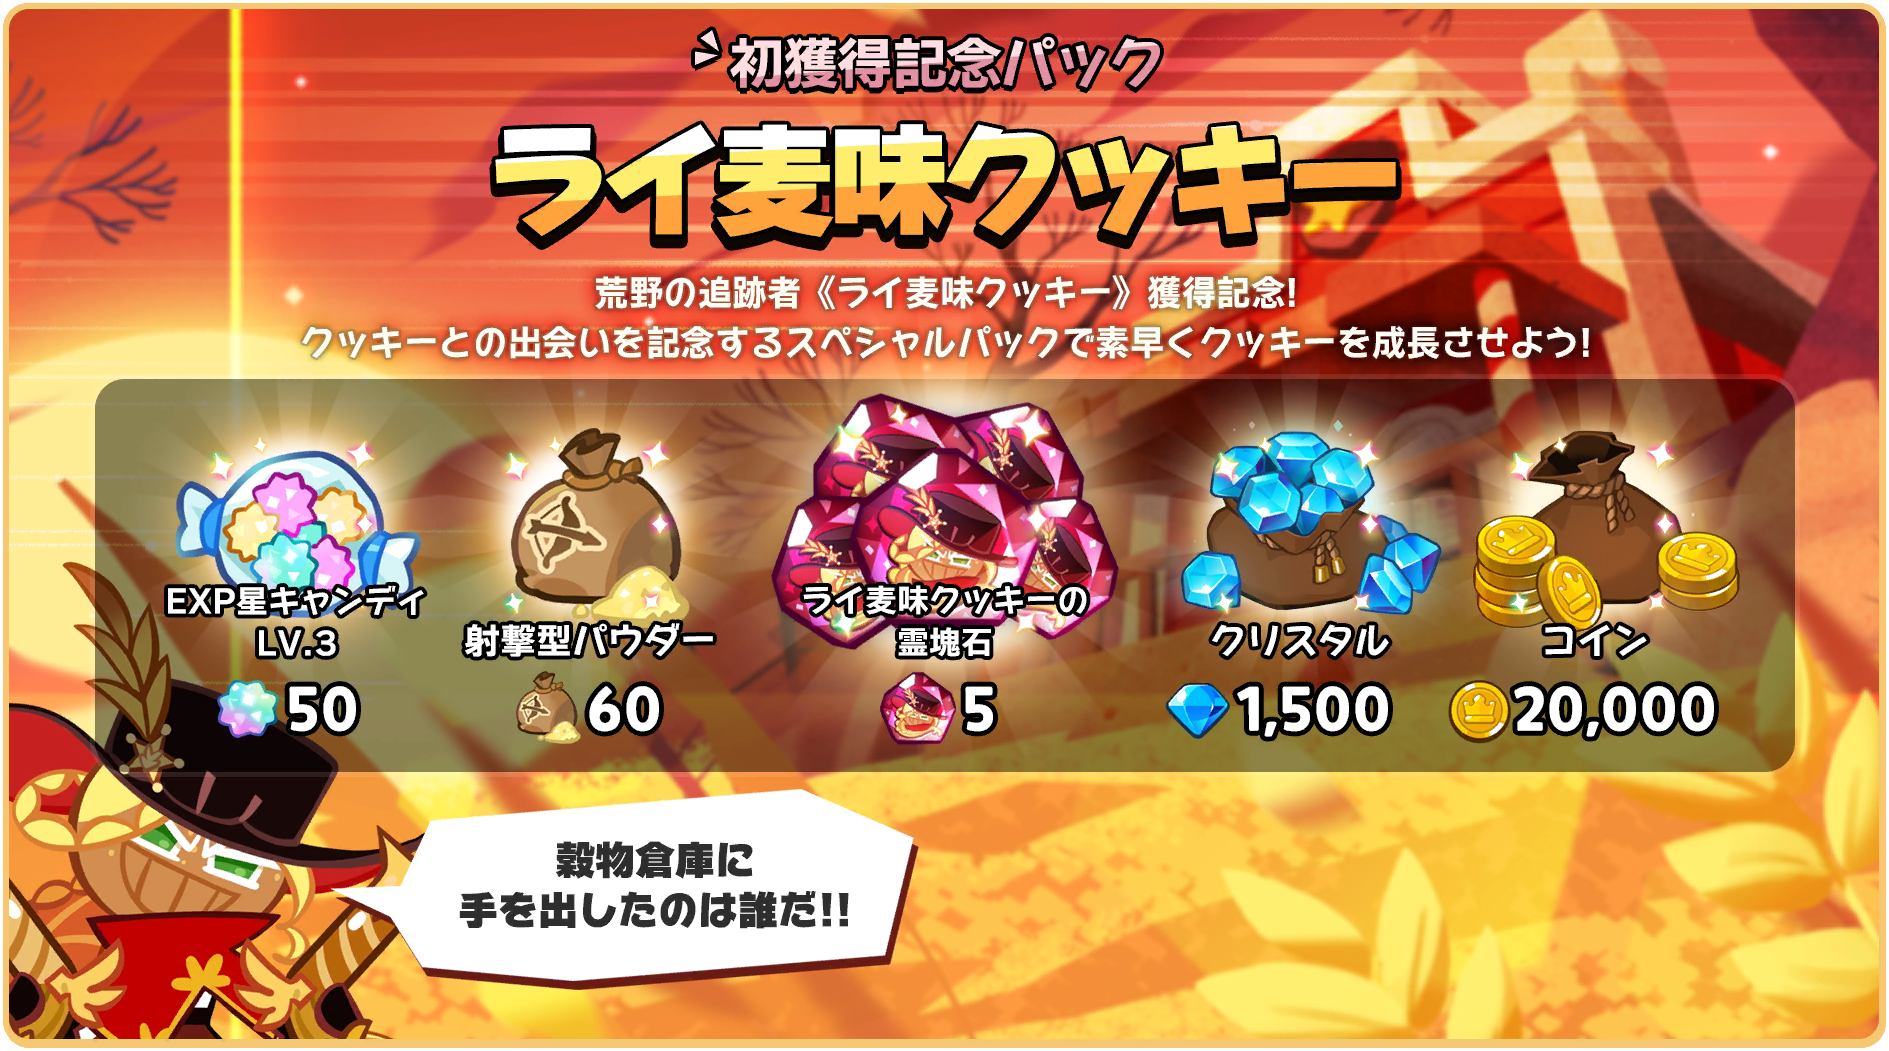 初獲得記念パック
ライ麦味クッキー
荒野の追跡者《ライ麦味クッキー》獲得記念!
クッキーとの出会いを記念するスペシャルパックで素早くクッキーを成長させよう!
EXP星キャンディ
LV.3
50
射撃型パウダー
60
ライ麦味クッキーの
霊塊石
5
クリスタル
1,500
コイン
20,000
穀物倉庫に
手を出したのは誰だ!!